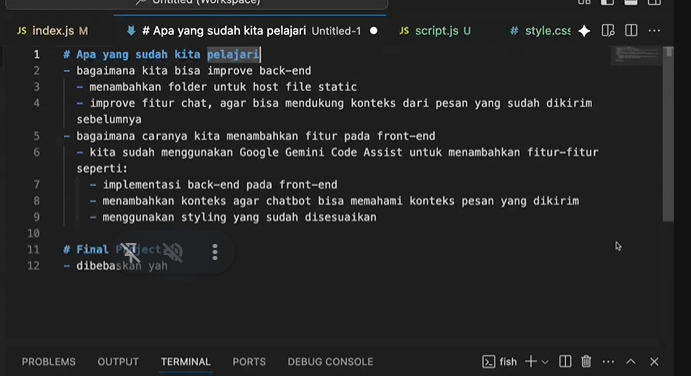 Untitled (Workspace)
JS index.js M
# Apa yang sudah kita pelajari Untitled-1
JS script.js U
# style.css
1 # Apa yang sudah kita pelajari
2 - bagaimana kita bisa improve back-end
3 - menambahkan folder untuk host file static
4 - improve fitur chat, agar bisa mendukung konteks dari pesan yang sudah dikirim
sebelumnya
5 - bagaimana caranya kita menambahkan fitur pada front-end
6 - kita sudah menggunakan Google Gemini Code Assist untuk menambahkan fitur-fitur
seperti:
7 - implementasi back-end pada front-end
8 - menambahkan konteks agar chatbot bisa memahami konteks pesan yang dikirim
9 - menggunakan styling yang sudah disesuaikan
10
11 # Final Project
12 - dibebaskan yah
PROBLEMS OUTPUT TERMINAL PORTS DEBUG CONSOLE
fish